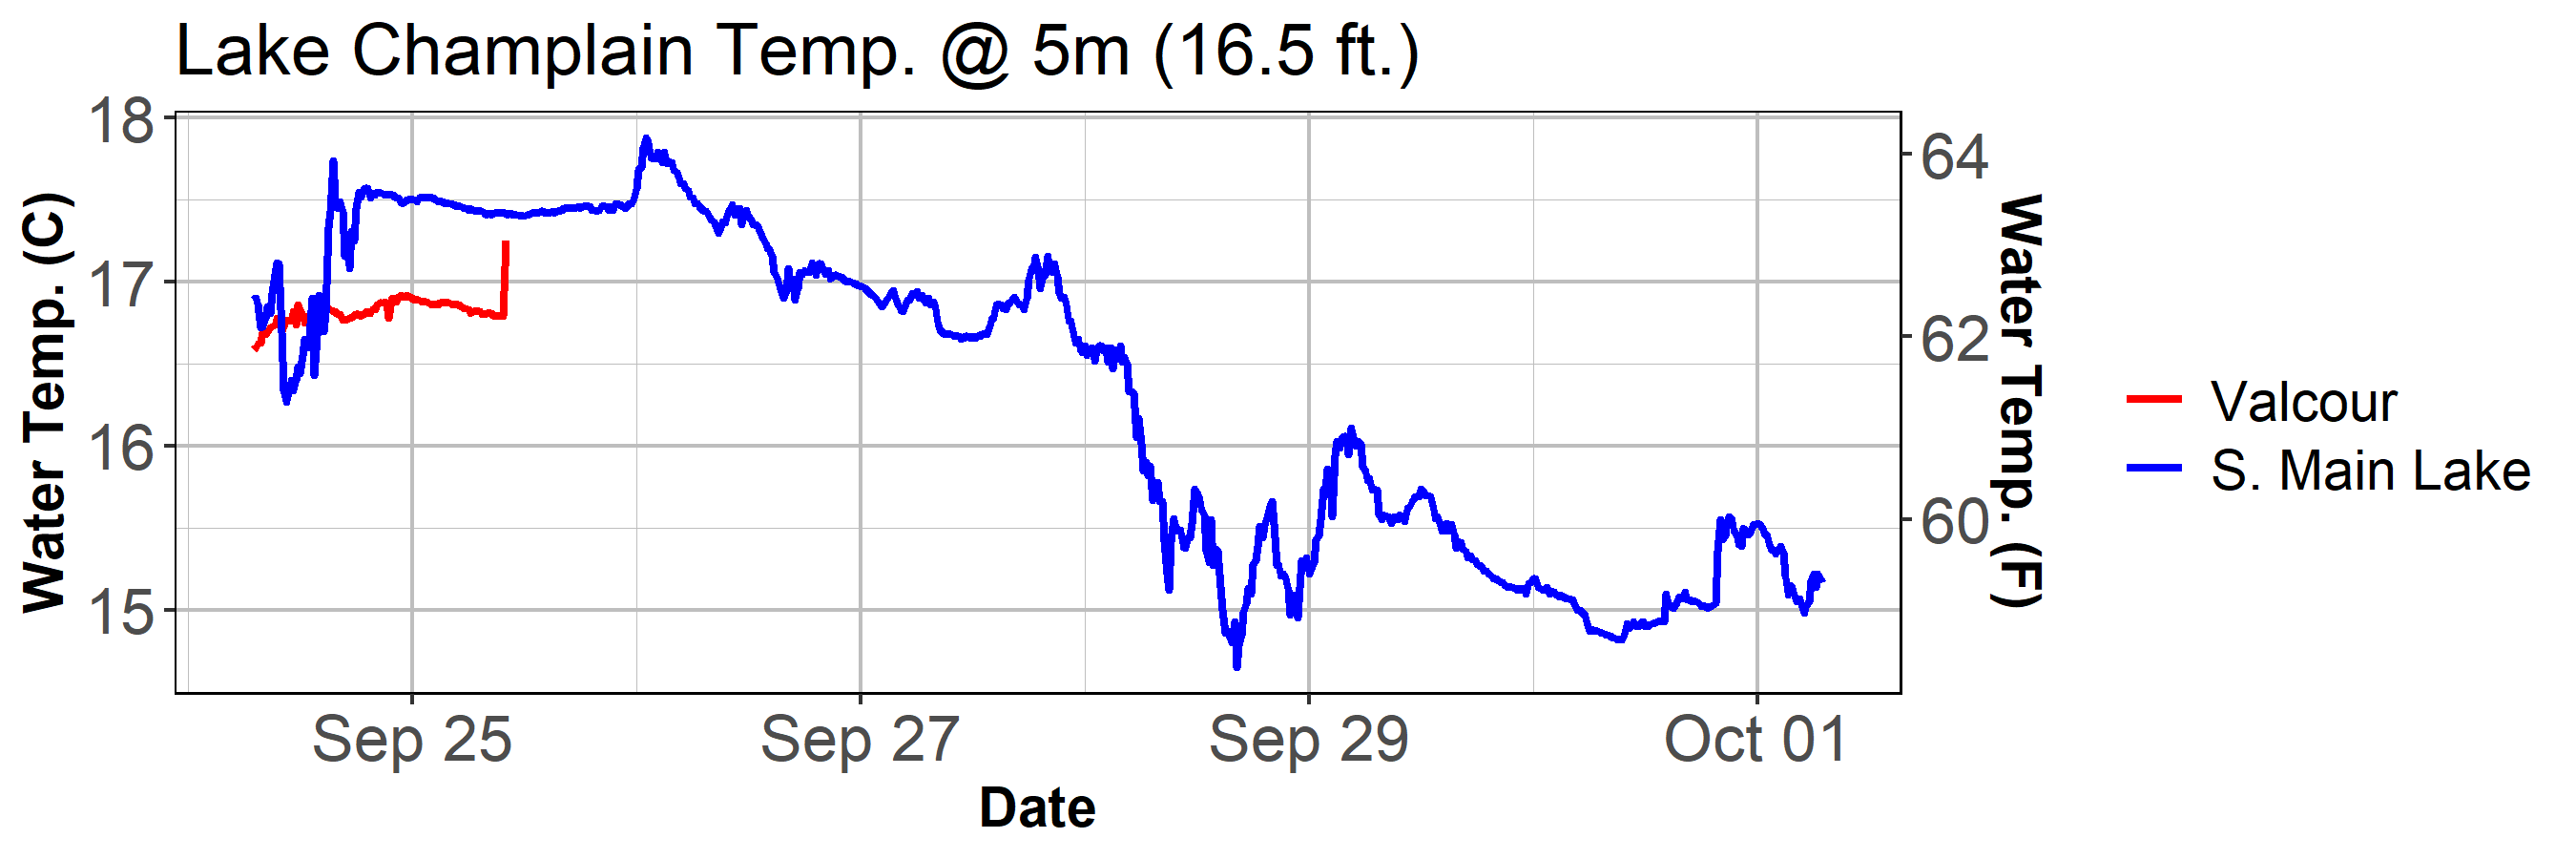 Lake Champlain Temp. @ 5m (16.5 ft.)
Water Temp. (C)
18
17
16
15
64
62
60
Water Temp. (F)
Sep 25
Sep 27
Sep 29
Oct 01
Date
Valcour
S. Main Lake